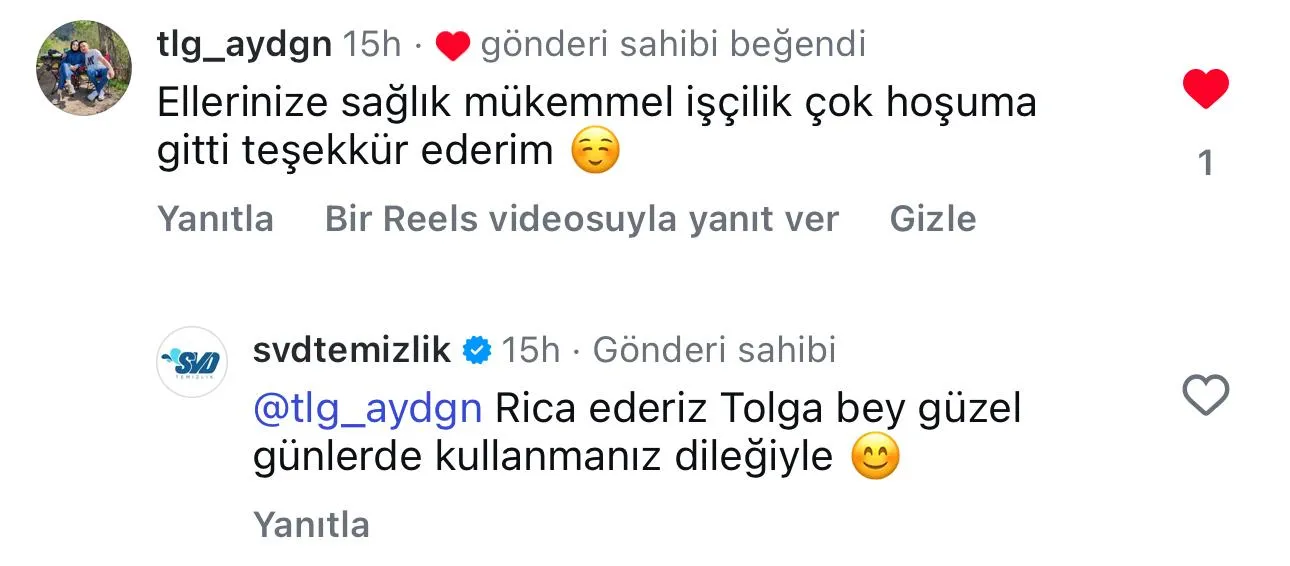 tlg_aydgn 15h · ❤️ gönderi sahibi beğendi
Ellerinize sağlık mükemmel işçilik çok hoşuma
gitti teşekkür ederim ☺️
1
Yanıtla Bir Reels videosuyla yanıt ver Gizle
SVD
TEMİZLİK
svdtemizlik 15h · Gönderi sahibi
@tlg_aydgn Rica ederiz Tolga bey güzel
günlerde kullanmanız dileğiyle 😊
Yanıtla